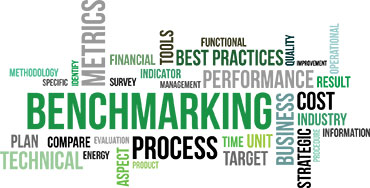 METRICS
FINANCIAL
TOOLS
FUNCTIONAL
BEST PRACTICES
QUALITY
IMPROVEMENT
OPERATIONAL
METHODOLOGY
SPECIFIC
IDENTIFY
SURVEY
INDICATOR
MANAGEMENT
PERFORMANCE
RESULT
BENCHMARKING
BUSINESS
COST
INDUSTRY
PLAN
COMPARE
EVALUATION
PROCESS
TIME
UNIT
STRATEGIC
PROCEDURE
INFORMATION
TECHNICAL
ENERGY
ASPECT
PRODUCT
TARGET